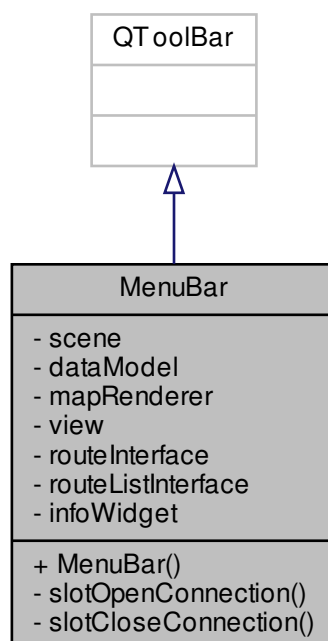 QToolBar
MenuBar
- scene
- dataModel
- mapRenderer
- view
- routeInterface
- routeListInterface
- infoWidget
+ MenuBar()
- slotOpenConnection()
- slotCloseConnection()